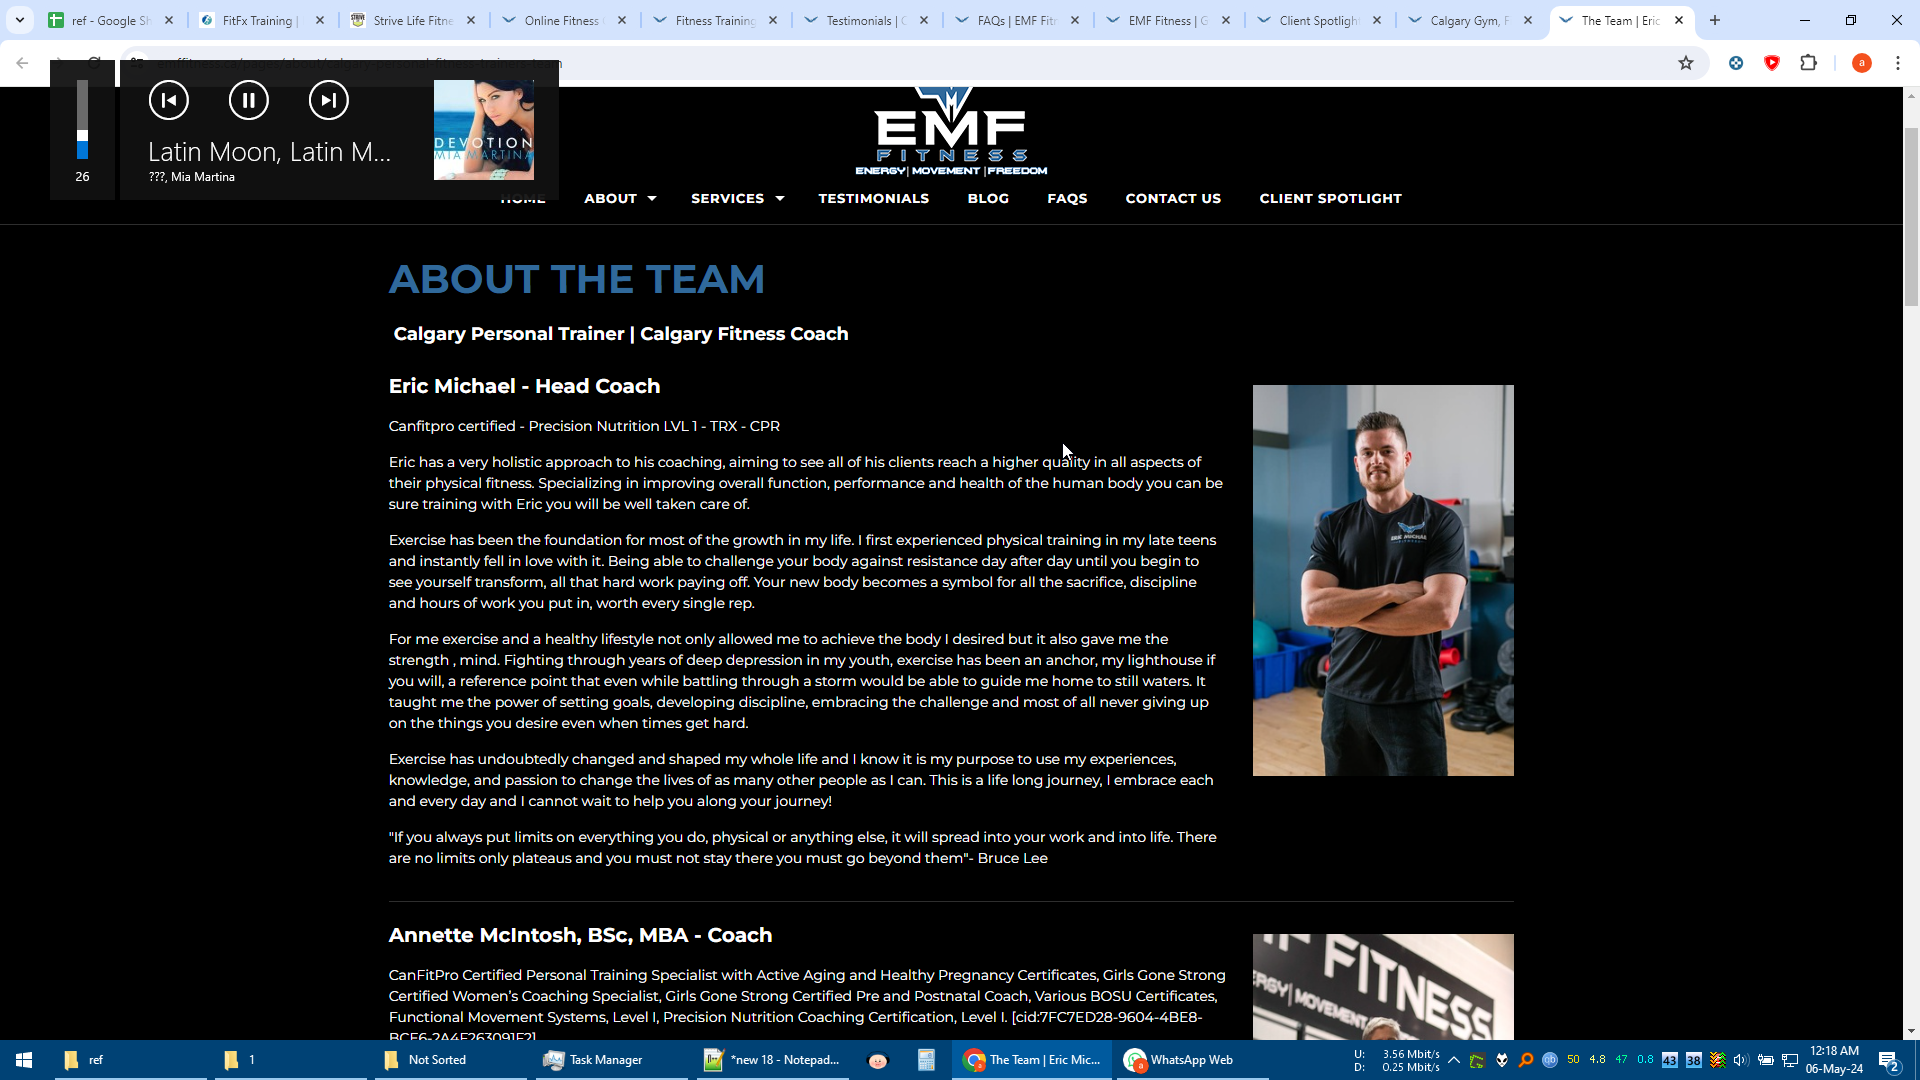 ref - Google Sh
FitFx Training |
Strive Life Fitne
Online Fitness
Fitness Training
Testimonials |
FAQs | EMF Fit
EMF Fitness | G
Client Spotlight
Calgary Gym, F
The Team | Eric
a
26
Latin Moon, Latin M...
???, Mia Martina
DEVOTION
MIA MARTINA
EMF
FITNESS
ENERGY| MOVEMENT |FREEDOM
HOME
ABOUT
SERVICES
TESTIMONIALS
BLOG
FAQS
CONTACT US
CLIENT SPOTLIGHT
ABOUT THE TEAM
Calgary Personal Trainer | Calgary Fitness Coach
Eric Michael - Head Coach
Canfitpro certified - Precision Nutrition LVL 1 - TRX - CPR
Eric has a very holistic approach to his coaching, aiming to see all of his clients reach a higher quality in all aspects of
their physical fitness. Specializing in improving overall function, performance and health of the human body you can be
sure training with Eric you will be well taken care of.
Exercise has been the foundation for most of the growth in my life. I first experienced physical training in my late teens
and instantly fell in love with it. Being able to challenge your body against resistance day after day until you begin to
see yourself transform, all that hard work paying off. Your new body becomes a symbol for all the sacrifice, discipline
and hours of work you put in, worth every single rep.
For me exercise and a healthy lifestyle not only allowed me to achieve the body I desired but it also gave me the
strength , mind. Fighting through years of deep depression in my youth, exercise has been an anchor, my lighthouse if
you will, a reference point that even while battling through a storm would be able to guide me home to still waters. It
taught me the power of setting goals, developing discipline, embracing the challenge and most of all never giving up
on the things you desire even when times get hard.
Exercise has undoubtedly changed and shaped my whole life and I know it is my purpose to use my experiences,
knowledge, and passion to change the lives of as many other people as I can. This is a life long journey, I embrace each
and every day and I cannot wait to help you along your journey!
"If you always put limits on everything you do, physical or anything else, it will spread into your work and into life. There
are no limits only plateaus and you must not stay there you must go beyond them"- Bruce Lee
ERIC MICHAEL
FITNESS
Annette McIntosh, BSc, MBA - Coach
CanFitPro Certified Personal Training Specialist with Active Aging and Healthy Pregnancy Certificates, Girls Gone Strong
Certified Women's Coaching Specialist, Girls Gone Strong Certified Pre and Postnatal Coach, Various BOSU Certificates,
Functional Movement Systems, Level I, Precision Nutrition Coaching Certification, Level I. [cid:7FC7ED28-9604-4BE8-
BCE6-2A4F263091F2]
FITNESS
ERGY| MOVEMENT
ref
1
Not Sorted
Task Manager
*new 18 - Notepad...
The Team | Eric Mic...
WhatsApp Web
U: 3.56 Mbit/s
D: 0.25 Mbit/s
50 4.8 47 0.8 43 38
12:18 AM
06-May-24
2